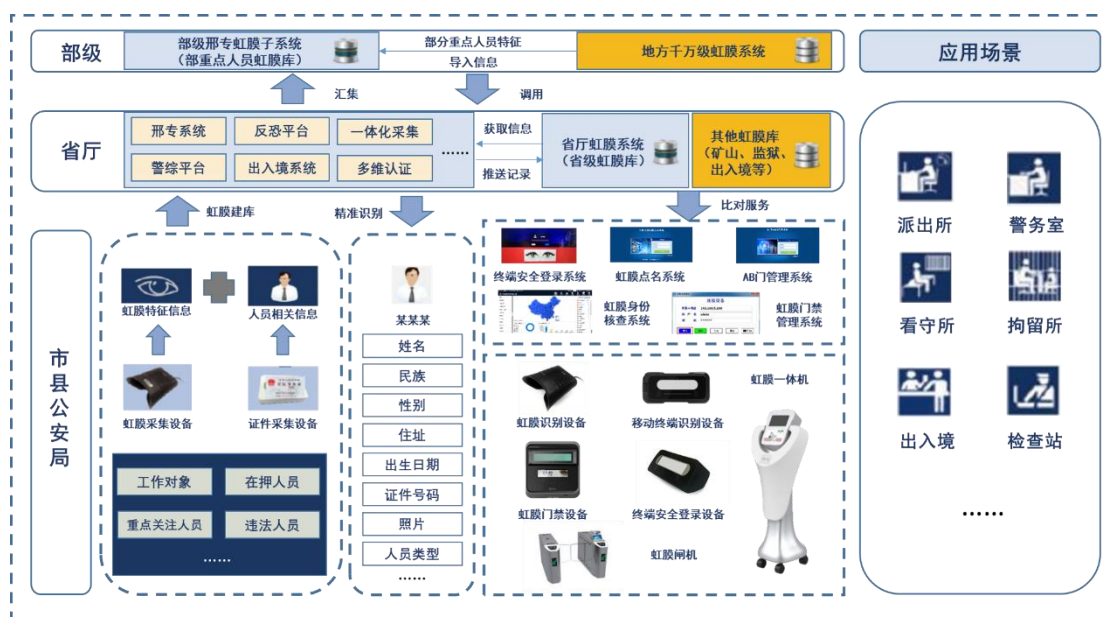 部级
部级邢专虹膜子系统
（部重点人员虹膜库）
部分重点人员特征
导入信息
地方千万级虹膜系统
应用场景
汇集
调用
省厅
邢专系统
反恐平台
一体化采集
警综平台
出入境系统
多维认证
……
获取信息
推送记录
省厅虹膜系统
（省级虹膜库）
其他虹膜库
（矿山、监狱、
出入境等）
虹膜建库
精准识别
比对服务
市县公安局
虹膜特征信息
人员相关信息
虹膜采集设备
证件采集设备
工作对象
在押人员
重点关注人员
违法人员
……
某某某
姓名
民族
性别
住址
出生日期
证件号码
照片
人员类型
……
终端安全登录系统
虹膜点名系统
AB门管理系统
虹膜身份
核查系统
虹膜门禁
管理系统
虹膜识别设备
移动终端识别设备
虹膜一体机
虹膜门禁设备
终端安全登录设备
虹膜闸机
派出所
警务室
看守所
拘留所
出入境
检查站
……